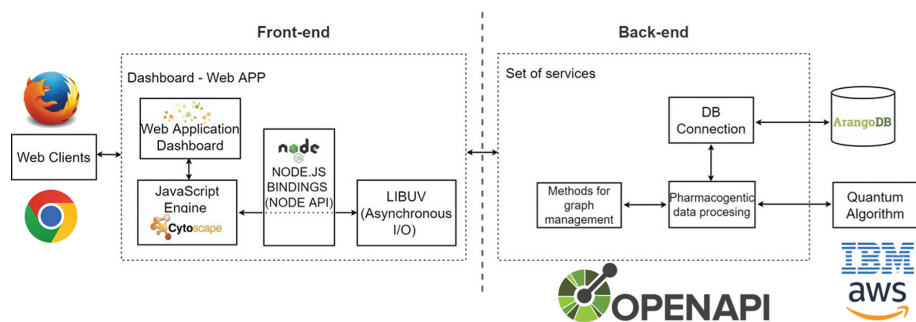 Front-end
Back-end
Dashboard - Web APP
Set of services
Web Clients
Web Application
Dashboard
JavaScript
Engine
Cytoscape
node
JS
NODE.JS
BINDINGS
(NODE API)
LIBUV
(Asynchronous
I/O)
DB
Connection
ArangoDB
Methods for
graph
management
Pharmacogentic
data procesing
Quantum
Algorithm
OPENAPI
IBM
aws